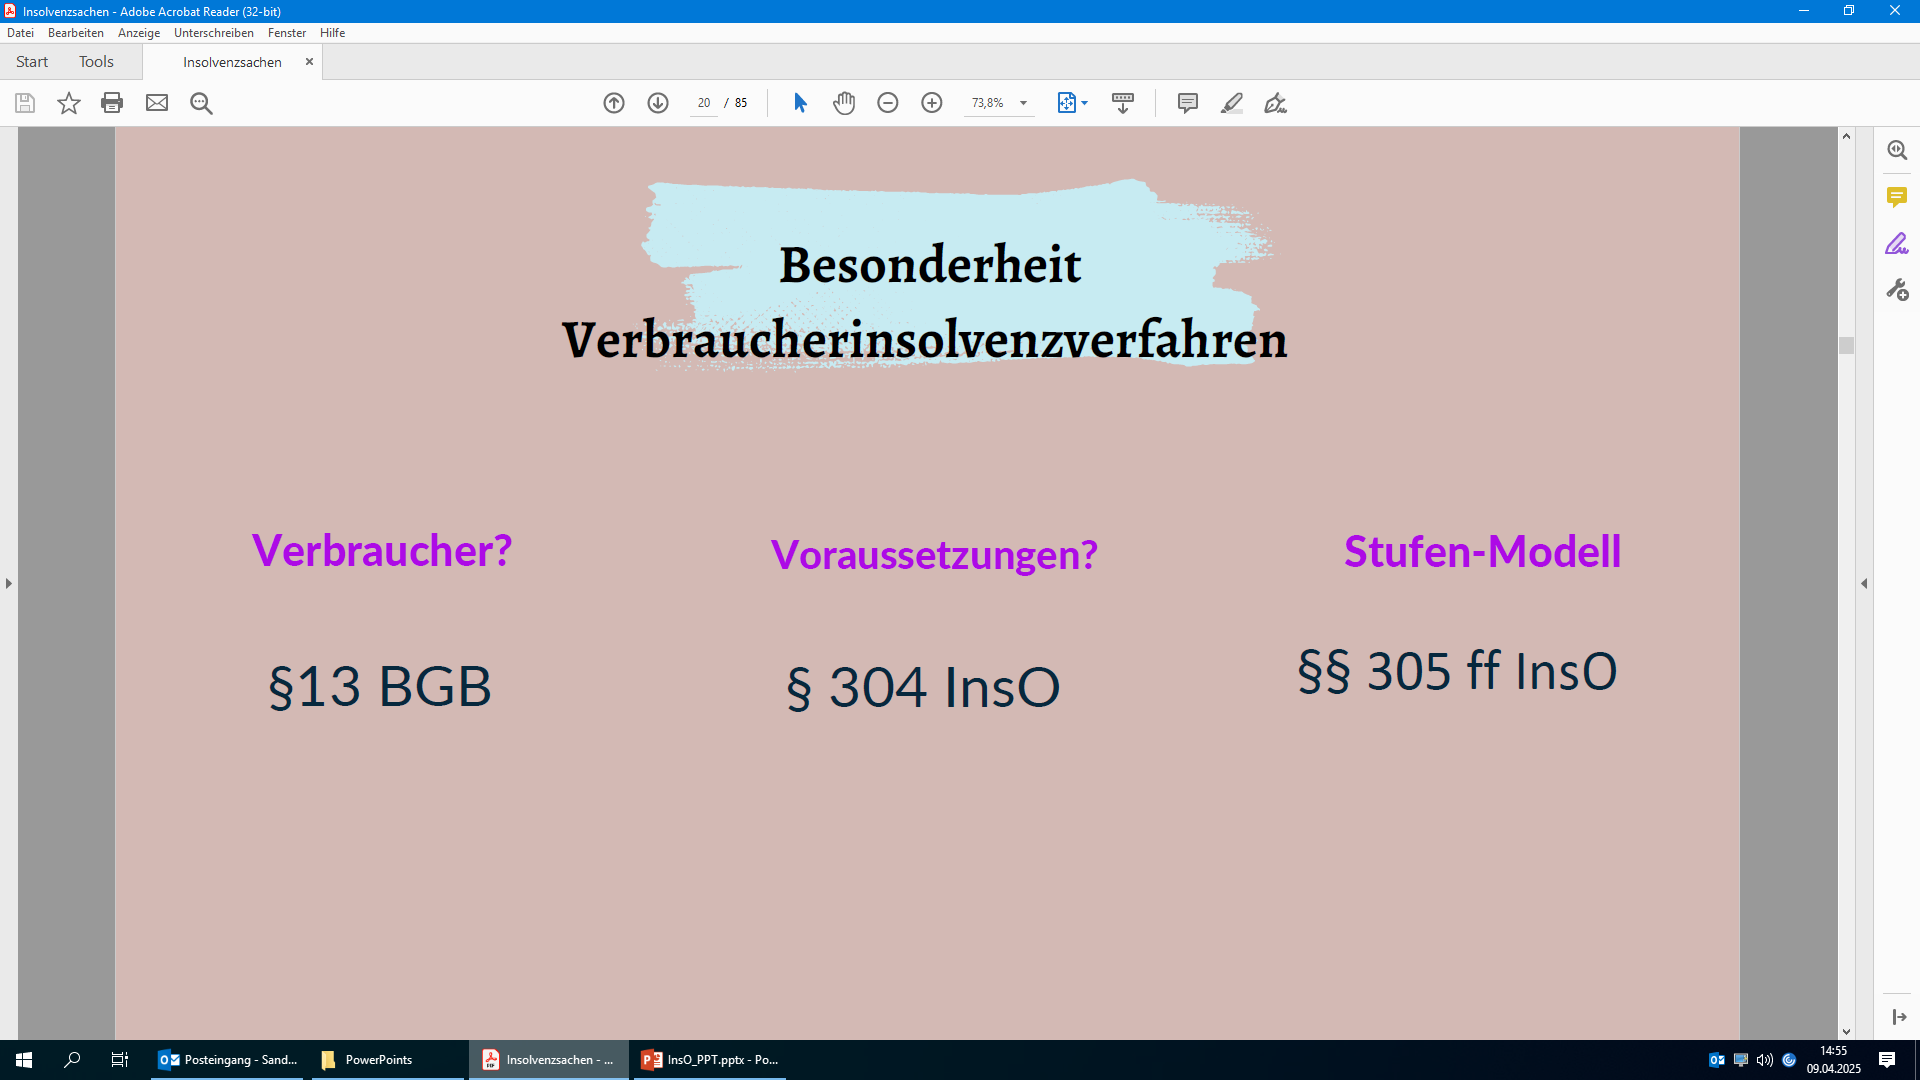 Insolvenzsachen - Adobe Acrobat Reader (32-bit)
Datei Bearbeiten Anzeige Unterschreiben Fenster Hilfe
Start Tools Insolvenzsachen ×
20 / 85 73,8%
Besonderheit
Verbraucherinsolvenzverfahren
Verbraucher? Voraussetzungen? Stufen-Modell
§13 BGB § 304 InsO §§ 305 ff InsO
Posteingang - Sand... PowerPoints Insolvenzsachen - ... InsO_PPT.pptx - Po...
14:55
09.04.2025